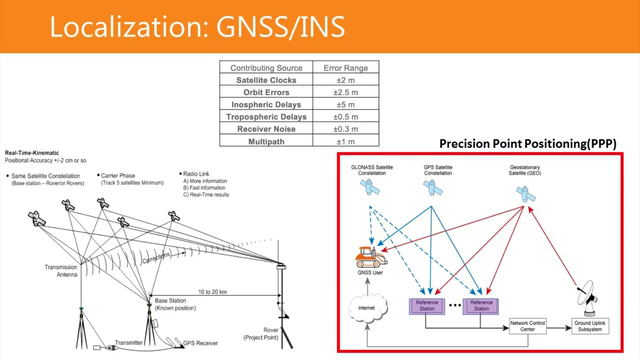 Localization: GNSS/INS
Contributing Source Error Range
Satellite Clocks ±2 m
Orbit Errors ±2.5 m
Inospheric Delays ±5 m
Tropospheric Delays ±0.5 m
Receiver Noise ±0.3 m
Multipath ±1 m
Real-Time-Kinematic
Positional Accuracy +/-2 cm or so
• Same Satellite Constellation
(Base station – Rover/or Rovers)
• Carrier Phase
(Track 5 satellites Minimum)
• Radio Link
A) More information
B) Fast information
C) Real-Time results
Transmission
Antenna
Corrections
10 to 20 km
Base Station
(Known position)
Rover
(Project Point)
Transmitter
GPS Receiver
Precision Point Positioning(PPP)
GLONASS Satellite
Constellation
GPS Satellite
Constellation
Geostationary
Satellite (GEO)
GNSS User
Internet
Reference
Station
Reference
Station
Network Control
Center
Ground Uplink
Subsystem